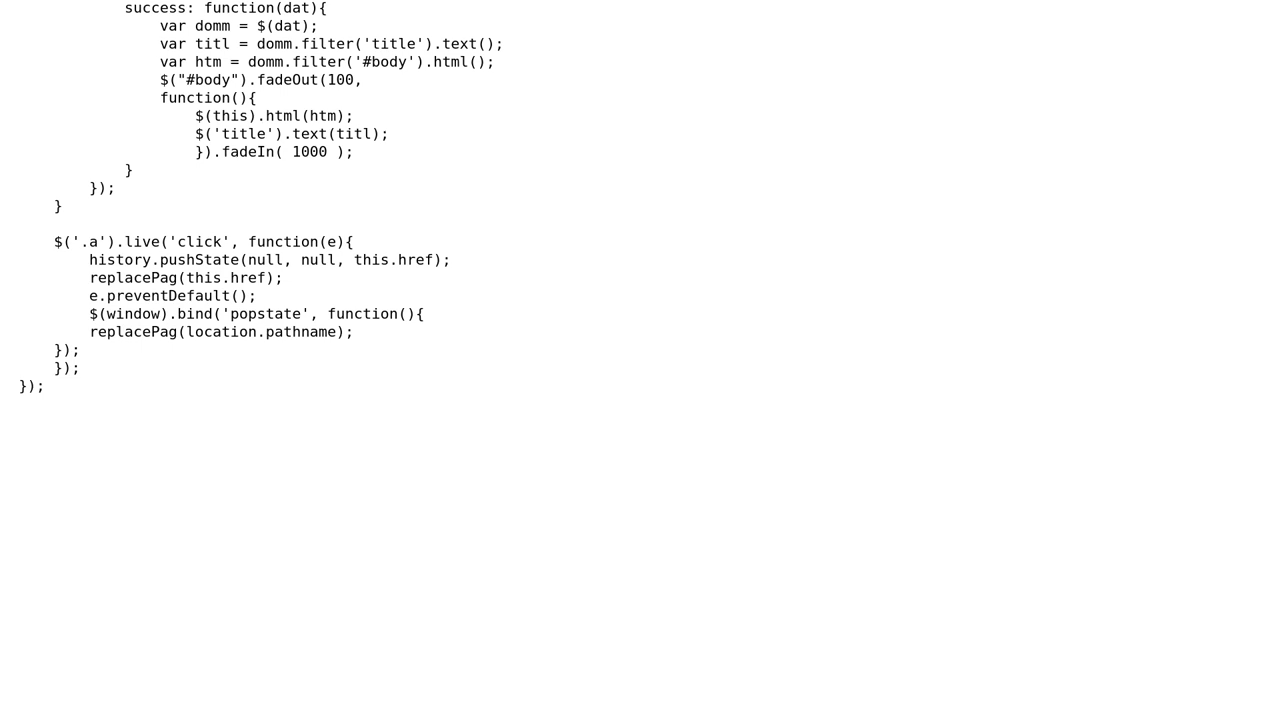 success: function(dat){
var domm = $(dat);
var titl = domm.filter('title').text();
var htm = domm.filter('#body').html();
$("#body").fadeOut(100,
function(){
$(this).html(htm);
$('title').text(titl);
}).fadeIn( 1000 );
}
});
}
$('.a').live('click', function(e){
history.pushState(null, null, this.href);
replacePag(this.href);
e.preventDefault();
$(window).bind('popstate', function(){
replacePag(location.pathname);
});
});
});